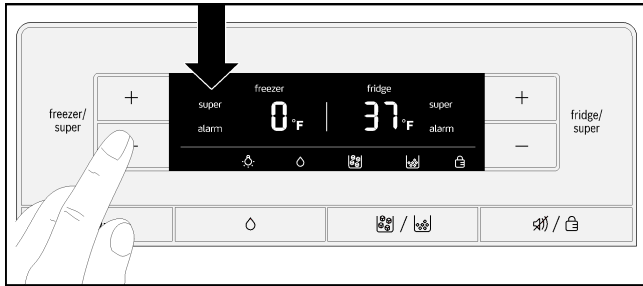 freezer/
super
+
super
alarm
freezer
0°F
fridge
37°F
super
alarm
+
−
fridge/
super
/
/